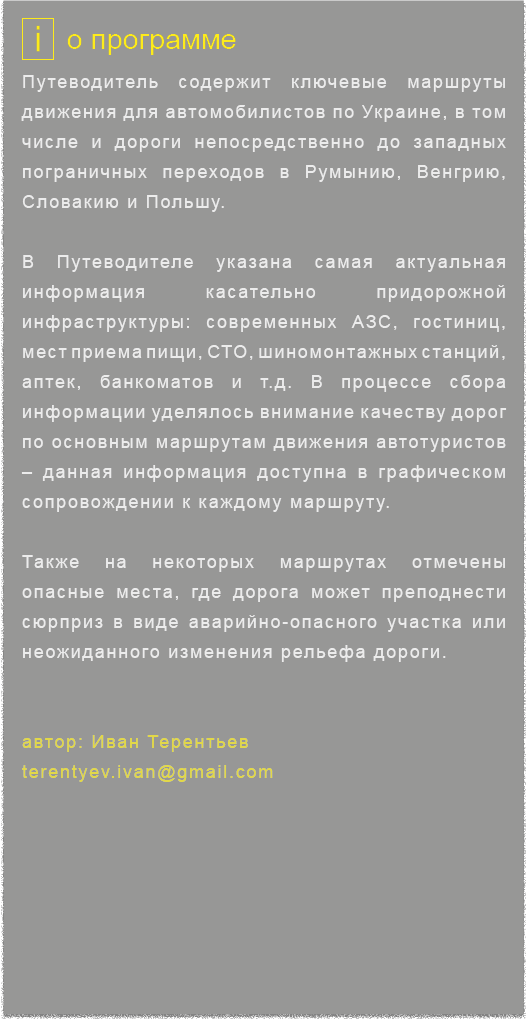 i о программе
Путеводитель содержит ключевые маршруты
движения для автомобилистов по Украине, в том
числе и дороги непосредственно до западных
пограничных переходов в Румынию, Венгрию,
Словакию и Польшу.
В Путеводителе указана самая актуальная
информация касательно придорожной
инфраструктуры: современных АЗС, гостиниц,
мест приема пищи, СТО, шиномонтажных станций,
аптек, банкоматов и т.д. В процессе сбора
информации уделялось внимание качеству дорог
по основным маршрутам движения автотуристов
– данная информация доступна в графическом
сопровождении к каждому маршруту.
Также на некоторых маршрутах отмечены
опасные места, где дорога может преподнести
сюрприз в виде аварийно-опасного участка или
неожиданного изменения рельефа дороги.
автор: Иван Терентьев
terentyev.ivan@gmail.com